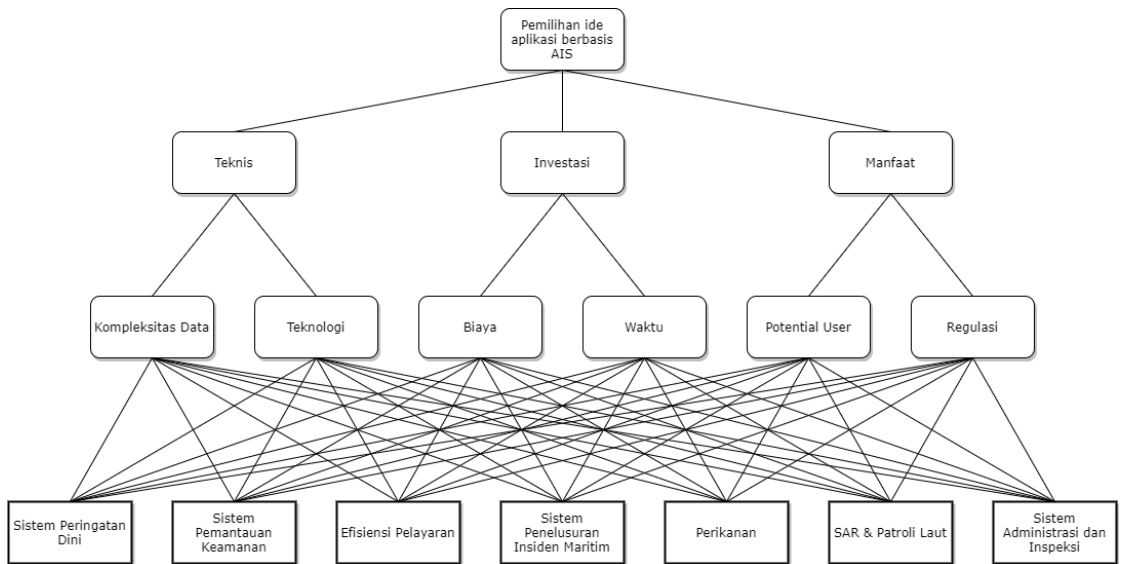 Pemilihan ide
aplikasi berbasis
AIS
Teknis
Investasi
Manfaat
Kompleksitas Data
Teknologi
Biaya
Waktu
Potential User
Regulasi
Sistem Peringatan
Dini
Sistem
Pemantauan
Keamanan
Efisiensi Pelayaran
Sistem
Penelusuran
Insiden Maritim
Perikanan
SAR & Patroli Laut
Sistem
Administrasi dan
Inspeksi